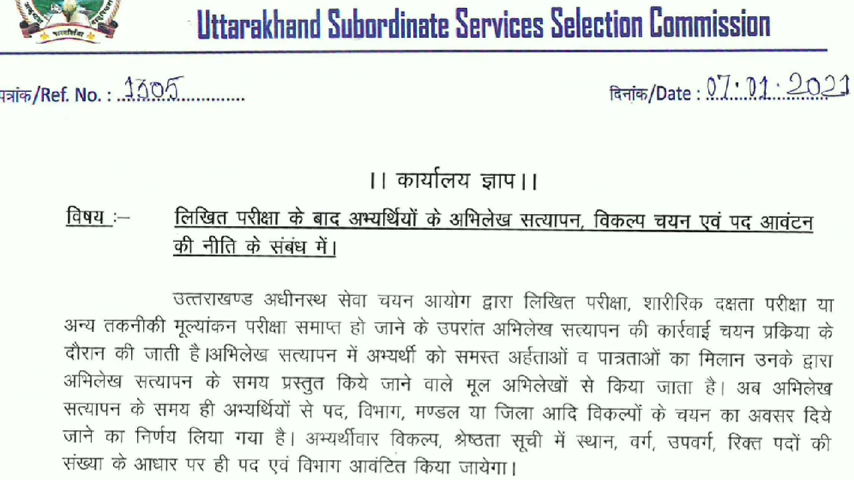 Uttarakhand Subordinate Services Selection Commission
पत्रांक/Ref. No. : 1305
दिनांक/Date : 07.01.2021
।। कार्यालय ज्ञाप।।
विषय :– लिखित परीक्षा के बाद अभ्यर्थियों के अभिलेख सत्यापन, विकल्प चयन एवं पद आवंटन
की नीति के संबंध में।
उत्तराखण्ड अधीनस्थ सेवा चयन आयोग द्वारा लिखित परीक्षा, शारीरिक दक्षता परीक्षा या
अन्य तकनीकी मूल्यांकन परीक्षा समाप्त हो जाने के उपरांत अभिलेख सत्यापन की कार्रवाई चयन प्रकिया के
दौरान की जाती है।अभिलेख सत्यापन में अभ्यर्थी को समस्त अर्हताओं व पात्रताओं का मिलान उनके द्वारा
अभिलेख सत्यापन के समय प्रस्तुत किये जाने वाले मूल अभिलेखों से किया जाता है। अब अभिलेख
सत्यापन के समय ही अभ्यर्थियों से पद, विभाग, मण्डल या जिला आदि विकल्पों के चयन का अवसर दिये
जाने का निर्णय लिया गया है। अभ्यर्थीवार विकल्प, श्रेष्ठता सूची में स्थान, वर्ग, उपवर्ग, रिक्त पदों की
संख्या के आधार पर ही पद एवं विभाग आवंटित किया जायेगा।